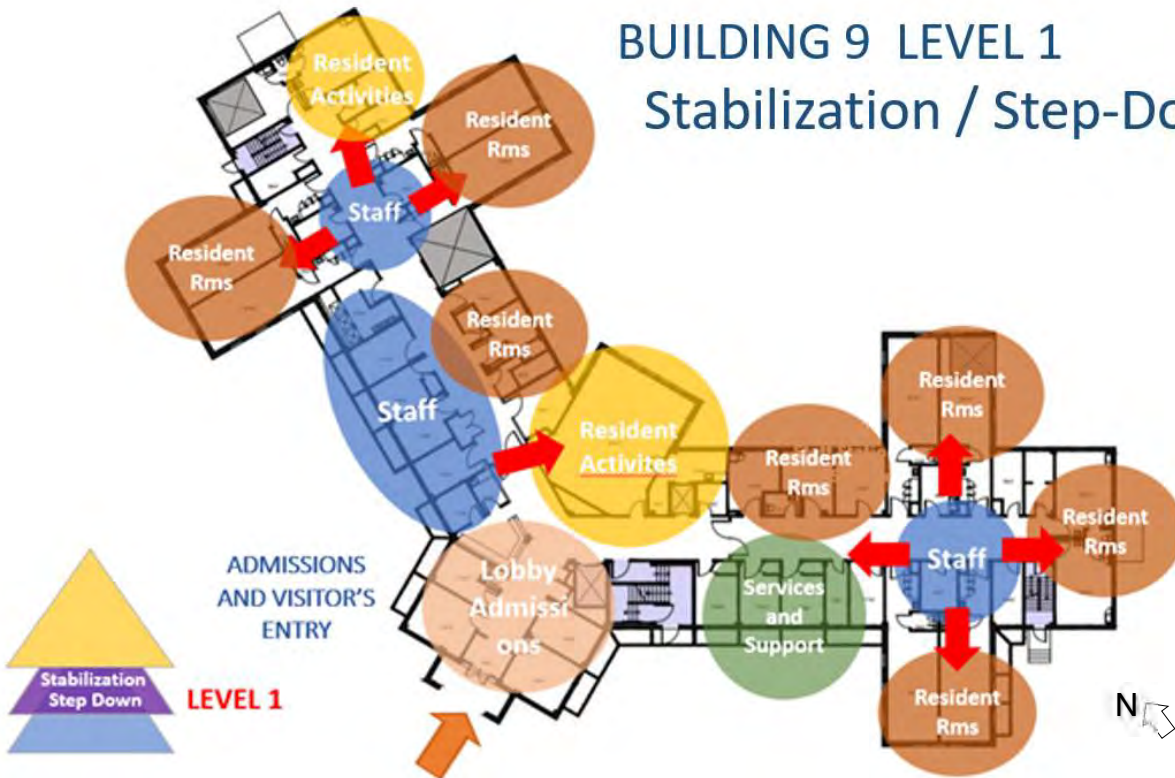 BUILDING 9 LEVEL 1
Stabilization / Step-Do
Resident
Activities
Resident
Rms
Staff
Resident
Rms
Resident
Rms
Staff
Resident
Activites
Resident
Rms
Resident
Rms
Resident
Rms
Staff
Services
and
Support
Resident
Rms
Lobby
Admissi
ons
ADMISSIONS
AND VISITOR'S
ENTRY
Stabilization
Step Down
LEVEL 1
N